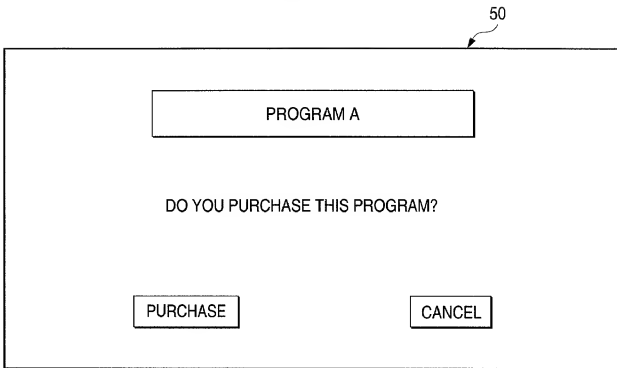 50
PROGRAM A
DO YOU PURCHASE THIS PROGRAM?
PURCHASE
CANCEL